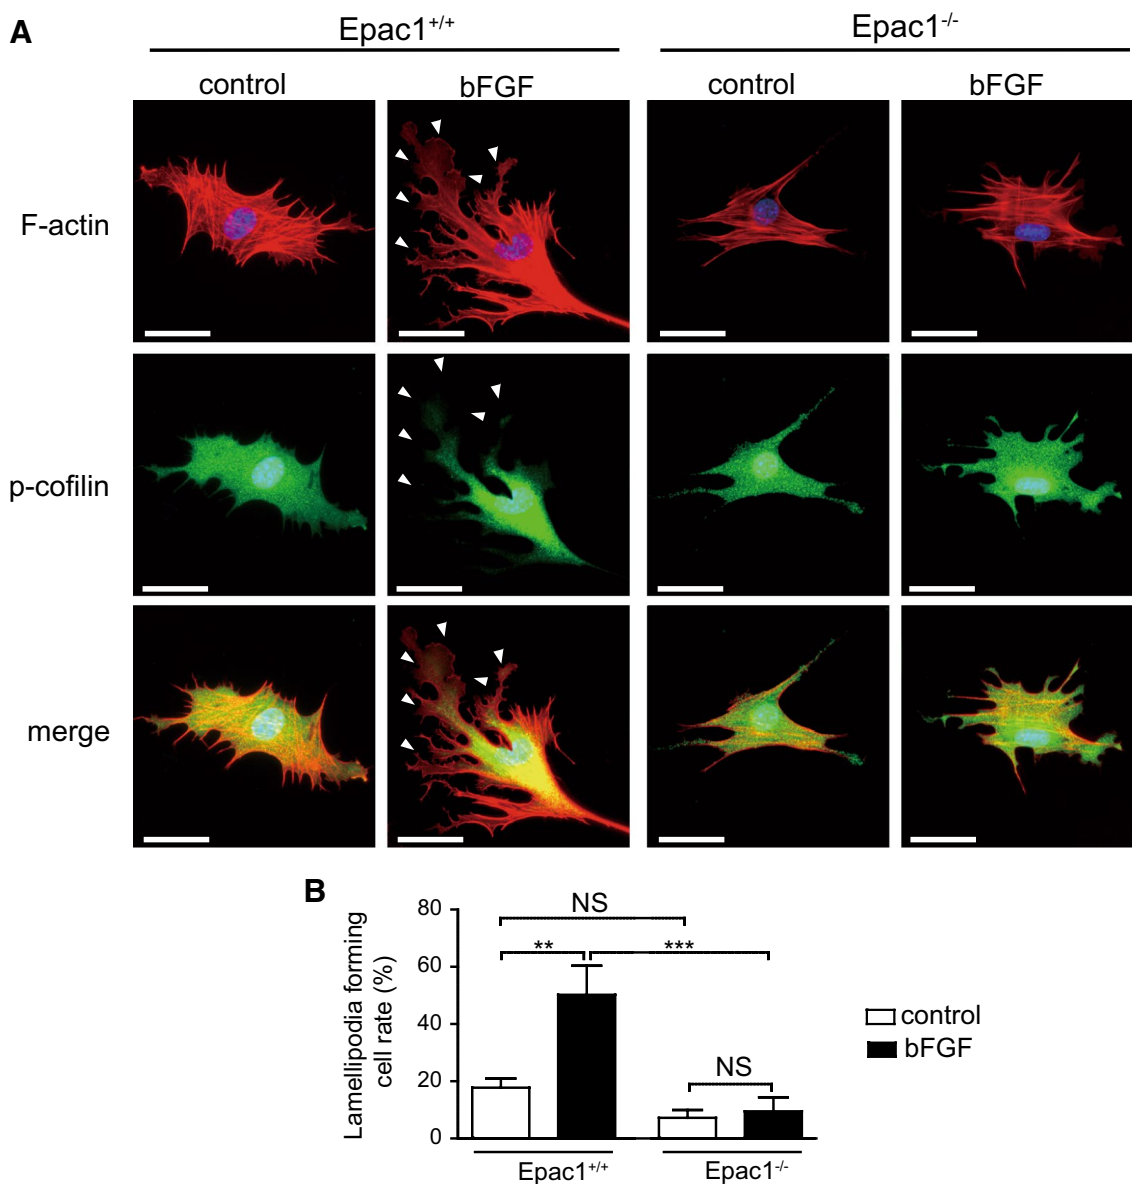 A
Epac1+/+ Epac1-/-
control bFGF control bFGF
F-actin
p-cofilin
merge
B
Lamellipodia forming
cell rate (%)
80
60
40
20
0
NS
** ***
NS
control
bFGF
Epac1+/+ Epac1-/-